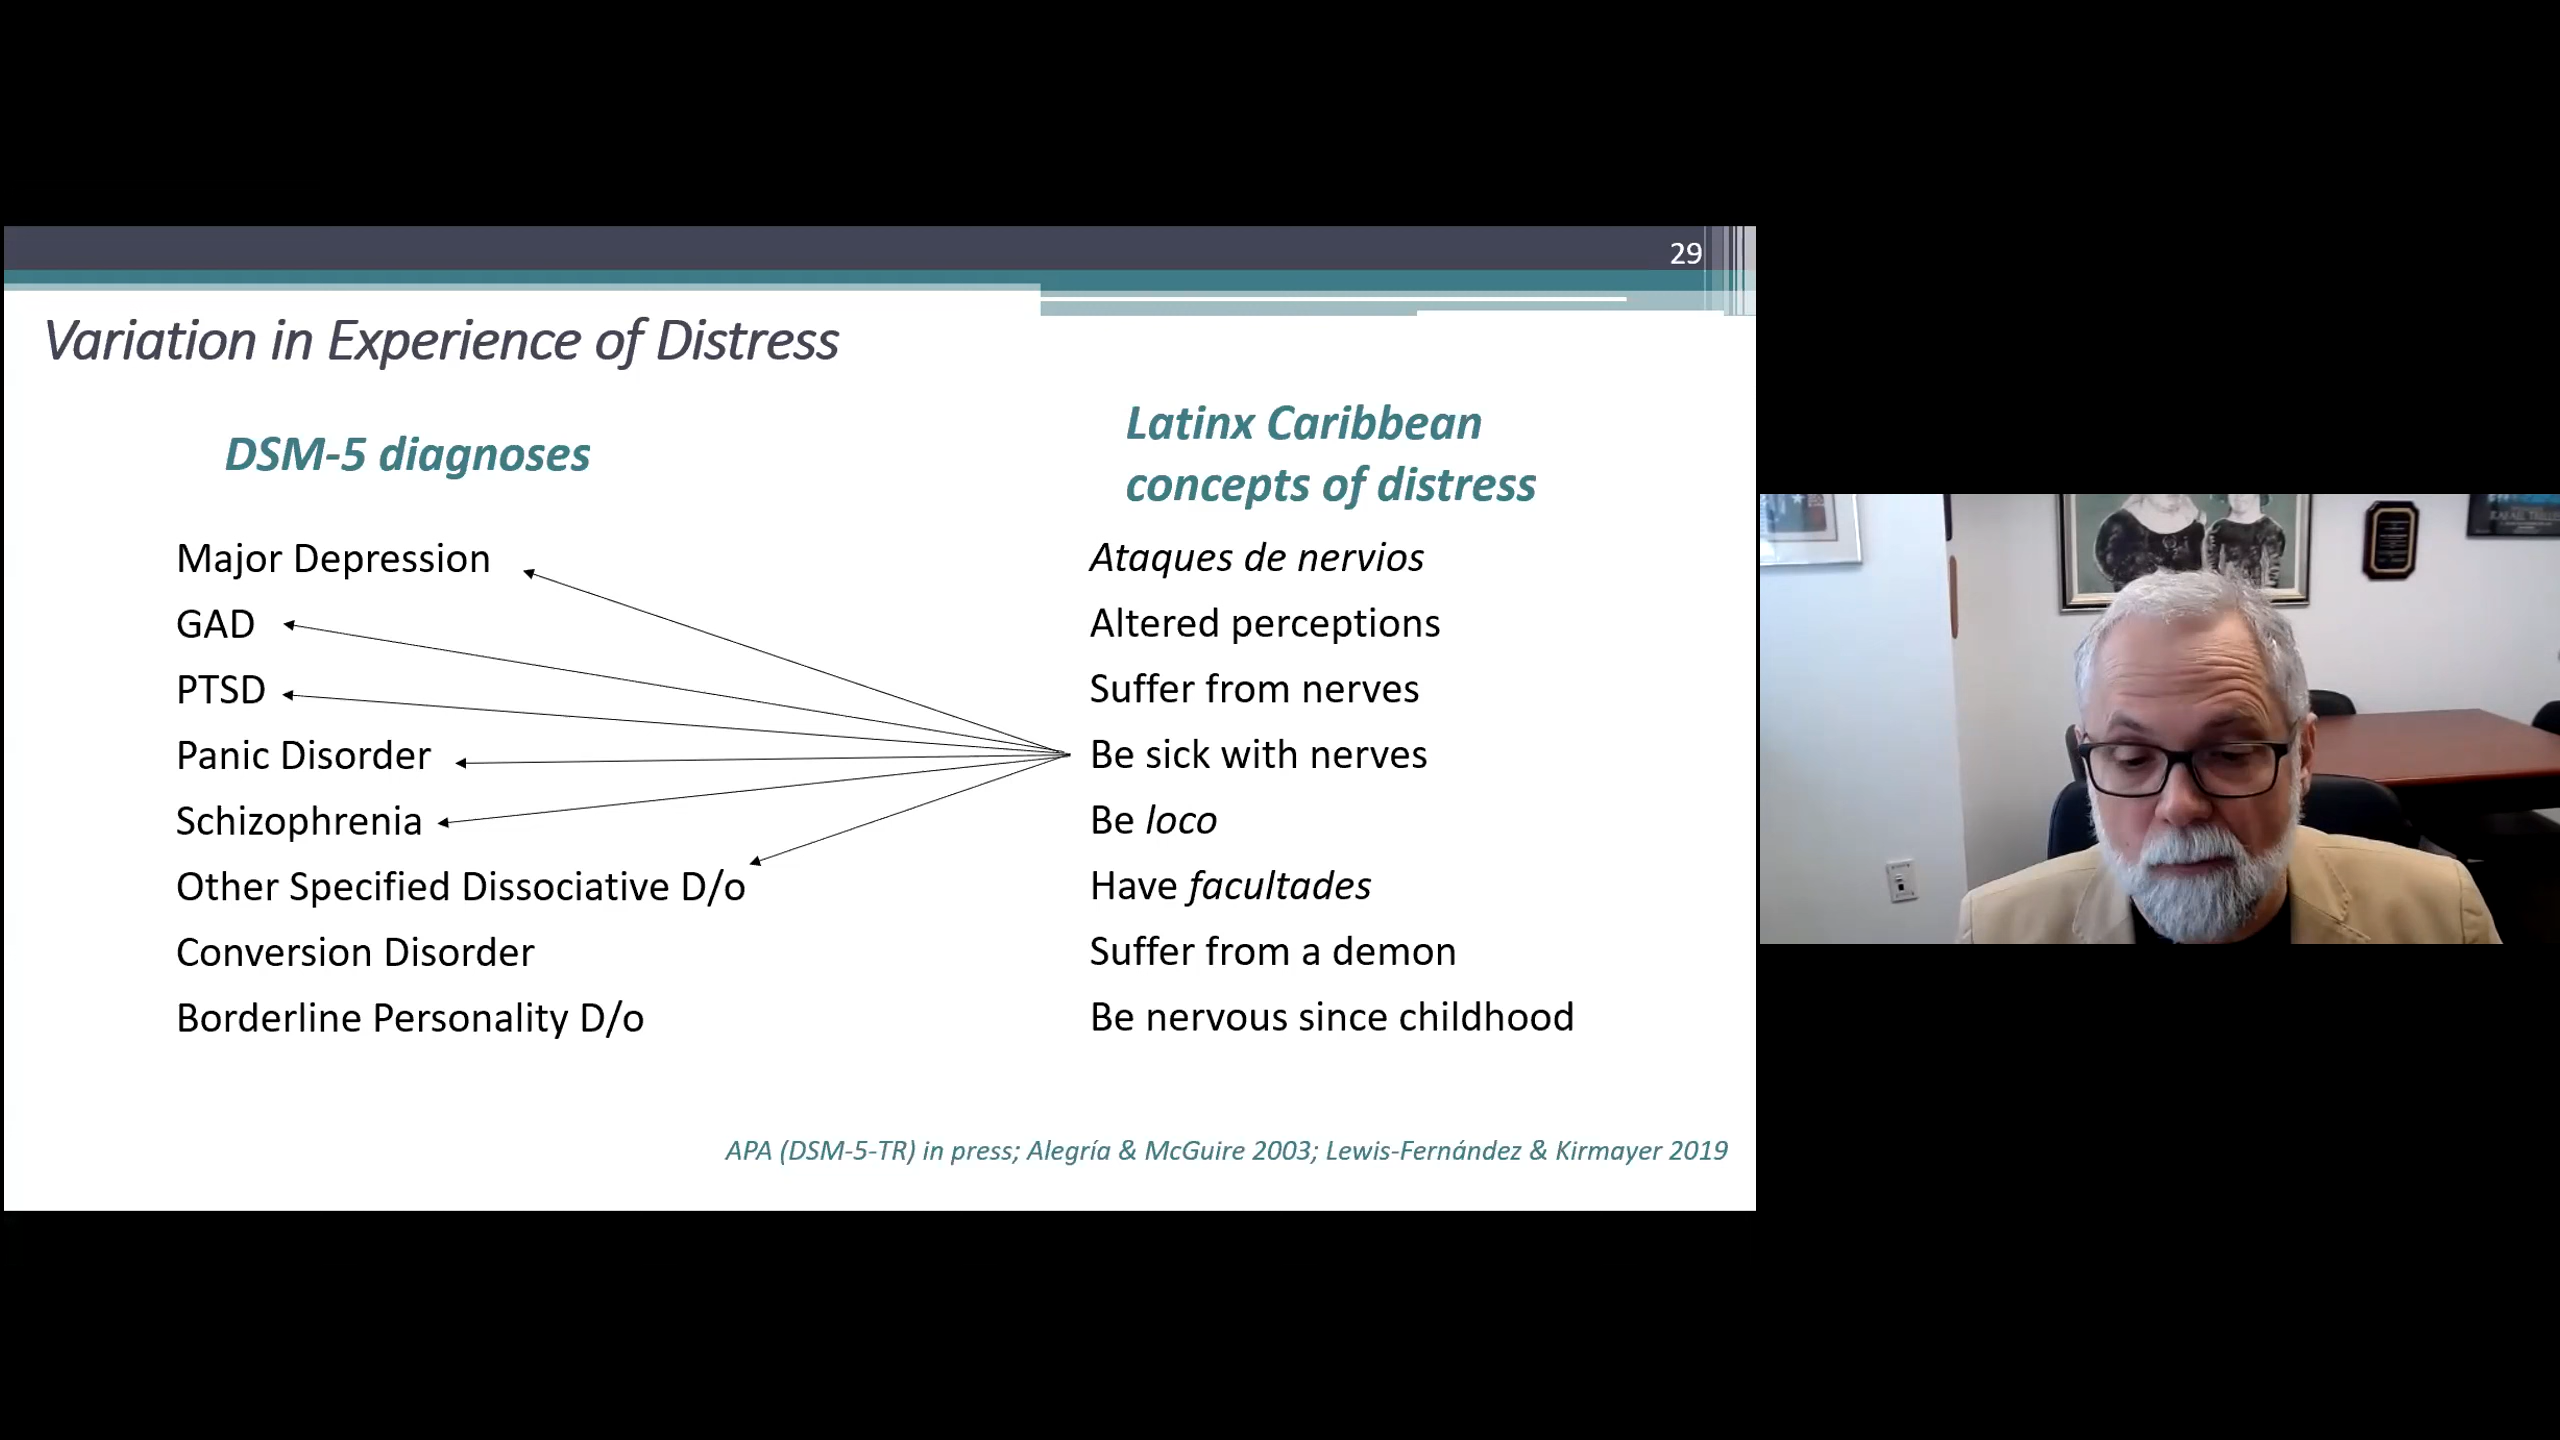 29
Variation in Experience of Distress
DSM-5 diagnoses
Major Depression
GAD
PTSD
Panic Disorder
Schizophrenia
Other Specified Dissociative D/o
Conversion Disorder
Borderline Personality D/o
Latinx Caribbean
concepts of distress
Ataques de nervios
Altered perceptions
Suffer from nerves
Be sick with nerves
Be loco
Have facultades
Suffer from a demon
Be nervous since childhood
APA (DSM-5-TR) in press; Alegría & McGuire 2003; Lewis-Fernández & Kirmayer 2019